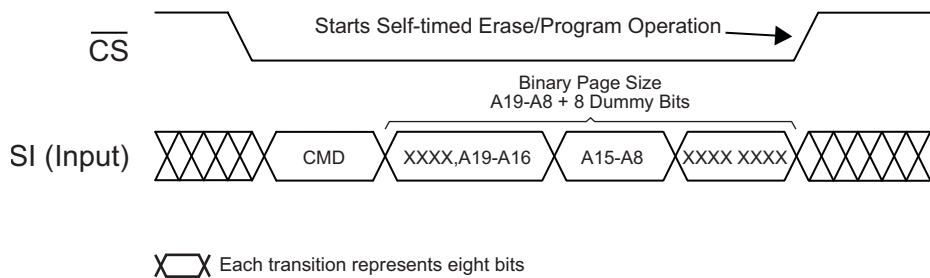 Starts Self-timed Erase/Program Operation
CS
Binary Page Size
A19-A8 + 8 Dummy Bits
SI (Input)
CMD
XXXX,A19-A16
A15-A8
XXXX XXXX
Each transition represents eight bits